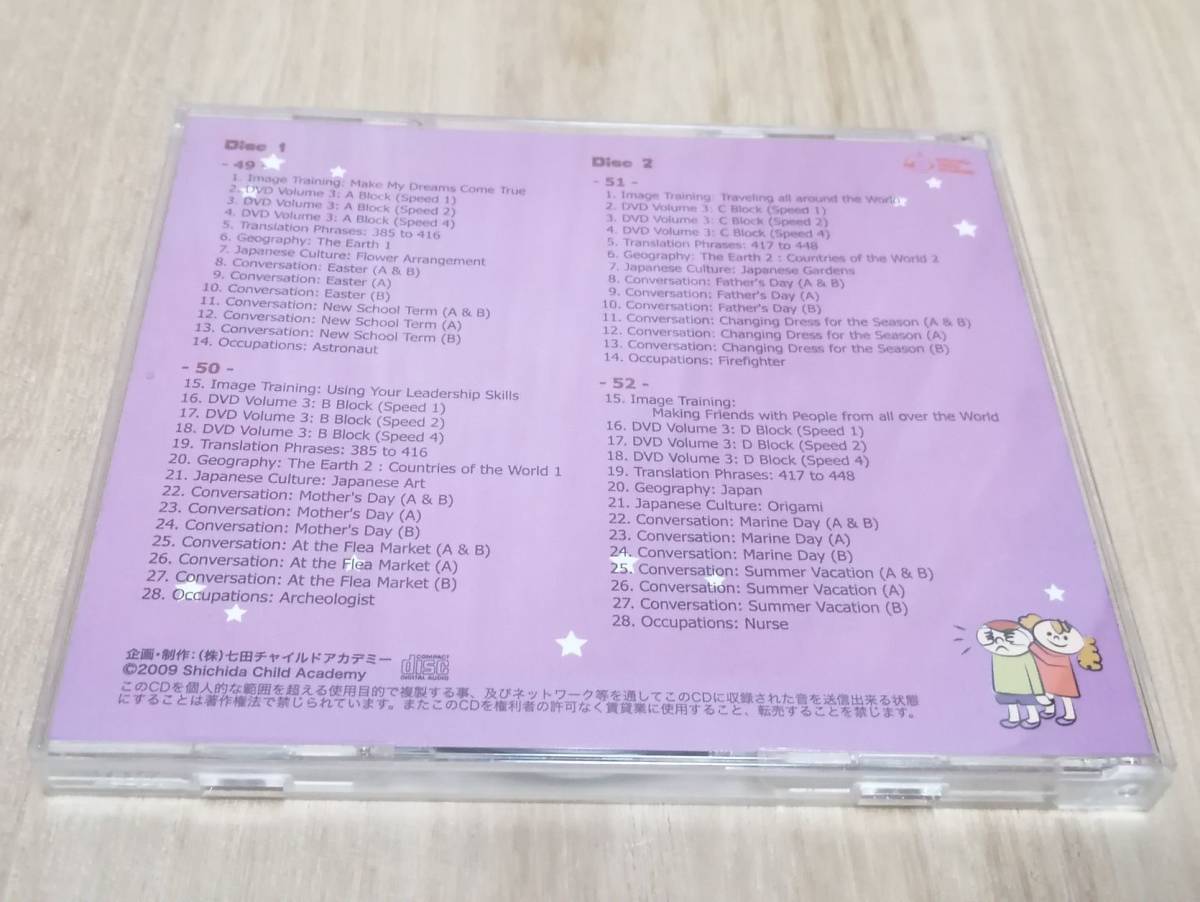 Disc 1
- 49 -
1. Image Training: Make My Dreams Come True
2. DVD Volume 3: A Block (Speed 1)
3. DVD Volume 3: A Block (Speed 2)
4. DVD Volume 3: A Block (Speed 4)
5. Translation Phrases: 385 to 416
6. Geography: The Earth 1
7. Japanese Culture: Flower Arrangement
8. Conversation: Easter (A & B)
9. Conversation: Easter (A)
10. Conversation: Easter (B)
11. Conversation: New School Term (A & B)
12. Conversation: New School Term (A)
13. Conversation: New School Term (B)
14. Occupations: Astronaut
- 50 -
15. Image Training: Using Your Leadership Skills
16. DVD Volume 3: B Block (Speed 1)
17. DVD Volume 3: B Block (Speed 2)
18. DVD Volume 3: B Block (Speed 4)
19. Translation Phrases: 385 to 416
20. Geography: The Earth 2 : Countries of the World 1
21. Japanese Culture: Japanese Art
22. Conversation: Mother's Day (A & B)
23. Conversation: Mother's Day (A)
24. Conversation: Mother's Day (B)
25. Conversation: At the Flea Market (A & B)
26. Conversation: At the Flea Market (A)
27. Conversation: At the Flea Market (B)
28. Occupations: Archeologist
Disc 2
- 51 -
1. Image Training: Traveling all around the World
2. DVD Volume 3: C Block (Speed 1)
3. DVD Volume 3: C Block (Speed 2)
4. DVD Volume 3: C Block (Speed 4)
5. Translation Phrases: 417 to 448
6. Geography: The Earth 2 : Countries of the World 2
7. Japanese Culture: Japanese Gardens
8. Conversation: Father's Day (A & B)
9. Conversation: Father's Day (A)
10. Conversation: Father's Day (B)
11. Conversation: Changing Dress for the Season (A & B)
12. Conversation: Changing Dress for the Season (A)
13. Conversation: Changing Dress for the Season (B)
14. Occupations: Firefighter
- 52 -
15. Image Training:
Making Friends with People from all over the World
16. DVD Volume 3: D Block (Speed 1)
17. DVD Volume 3: D Block (Speed 2)
18. DVD Volume 3: D Block (Speed 4)
19. Translation Phrases: 417 to 448
20. Geography: Japan
21. Japanese Culture: Origami
22. Conversation: Marine Day (A & B)
23. Conversation: Marine Day (A)
24. Conversation: Marine Day (B)
25. Conversation: Summer Vacation (A & B)
26. Conversation: Summer Vacation (A)
27. Conversation: Summer Vacation (B)
28. Occupations: Nurse
企画・制作：（株）七田チャイルドアカデミー
©2009 Shichida Child Academy
COMPACT
disc
DIGITAL AUDIO
このCDを個人的な範囲を超える使用目的で複製する事、及びネットワーク等を通してこのCDに収録された音を送信出来る状態
にすることは著作権法で禁じられています。またこのCDを権利者の許可なく賃貸業に使用すること、転売することを禁じます。